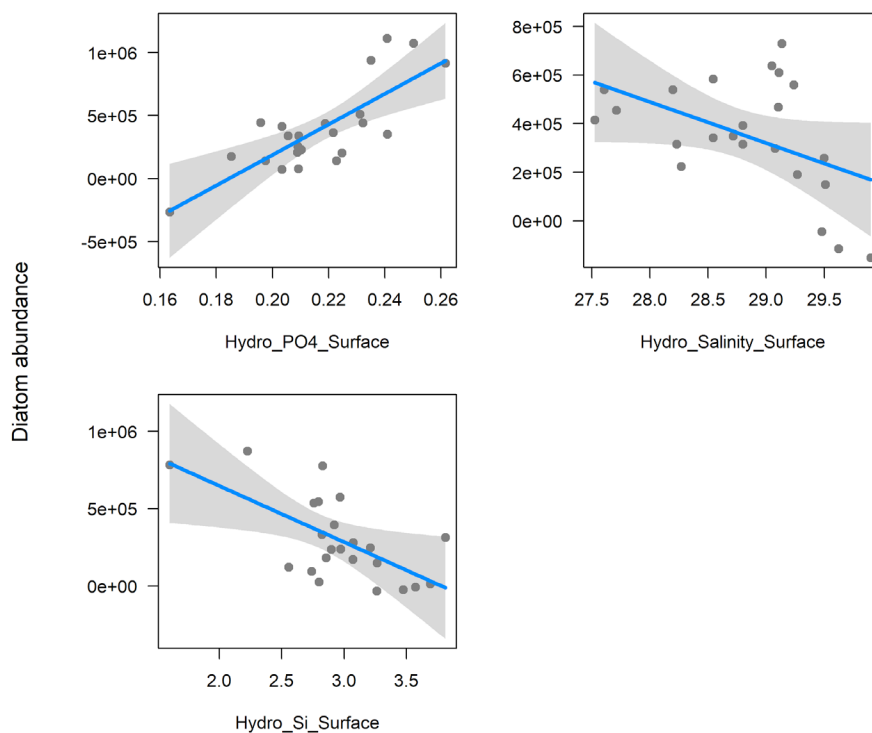 Diatom abundance
1e+06
5e+05
0e+00
-5e+05
0.16 0.18 0.20 0.22 0.24 0.26
Hydro_PO4_Surface
8e+05
6e+05
4e+05
2e+05
0e+00
27.5 28.0 28.5 29.0 29.5
Hydro_Salinity_Surface
1e+06
5e+05
0e+00
2.0 2.5 3.0 3.5
Hydro_Si_Surface